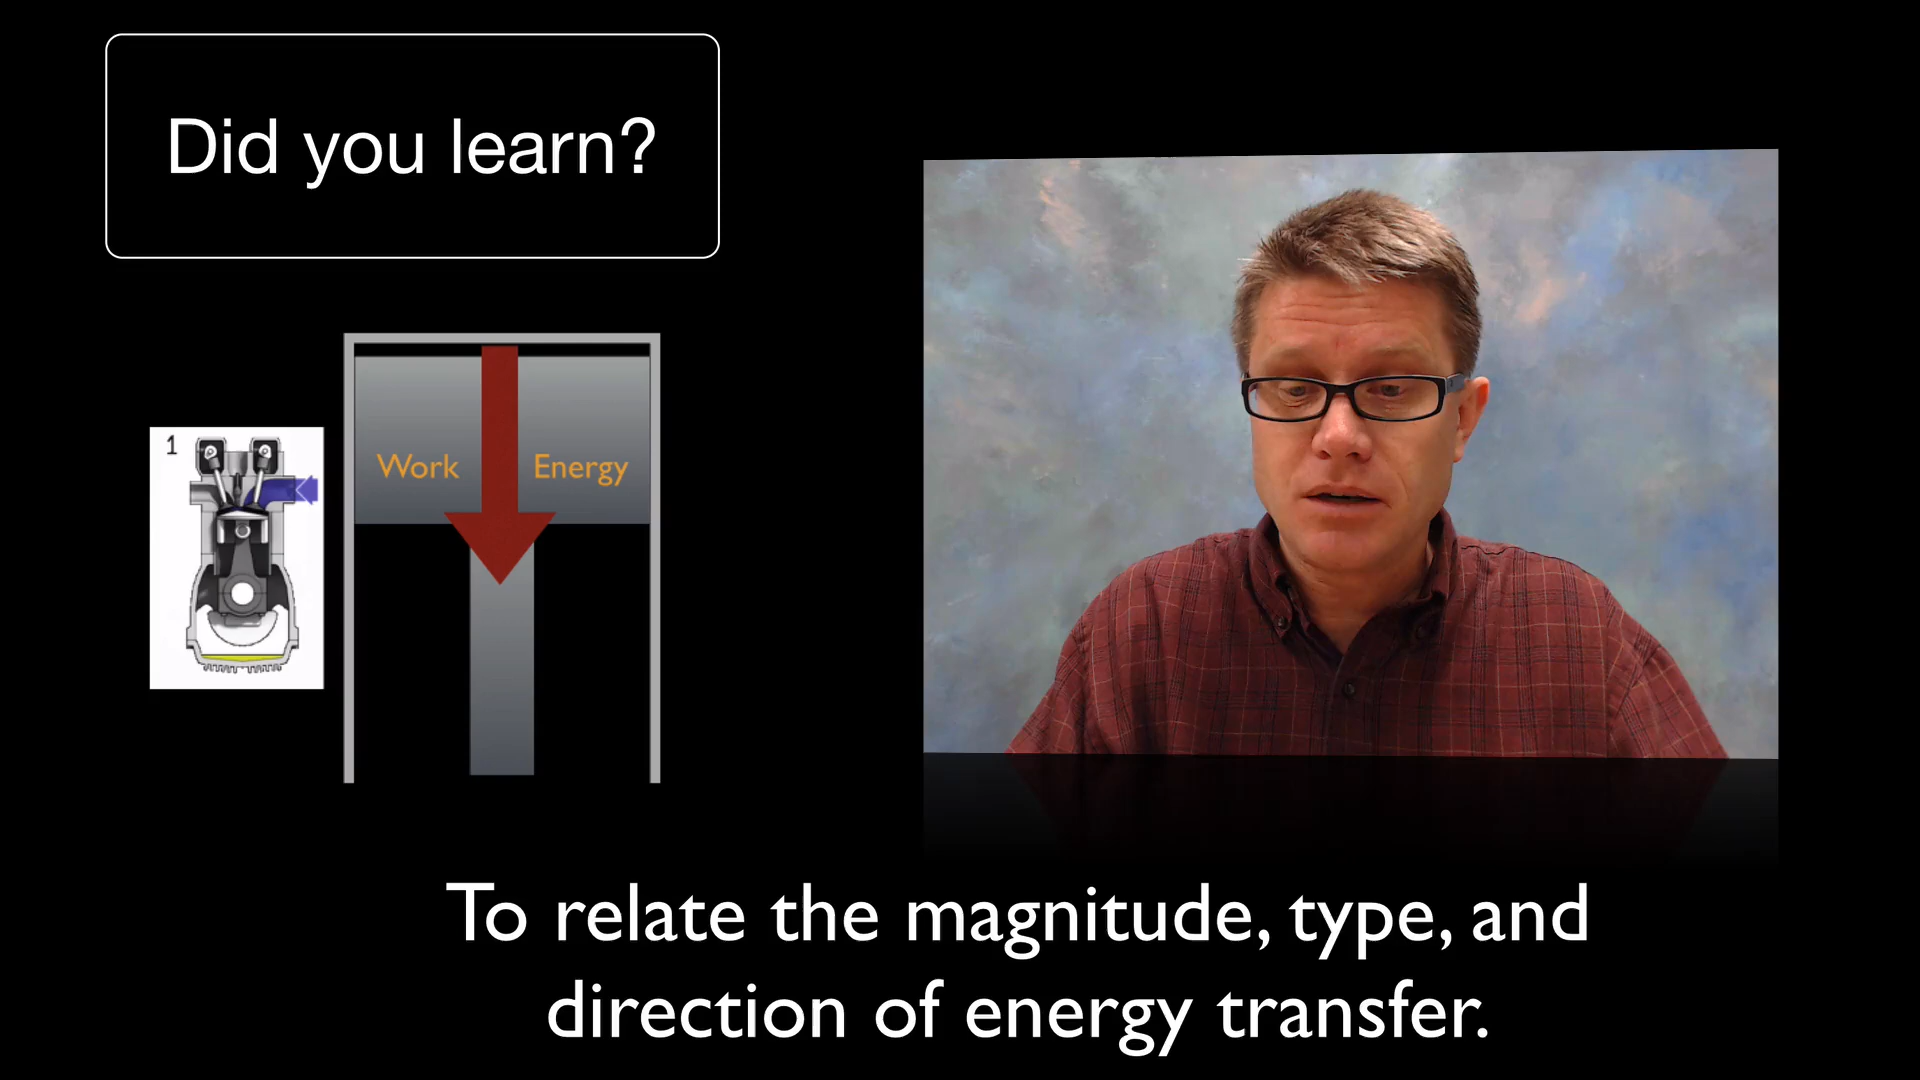 Did you learn?
1
Work
Energy
To relate the magnitude, type, and
direction of energy transfer.